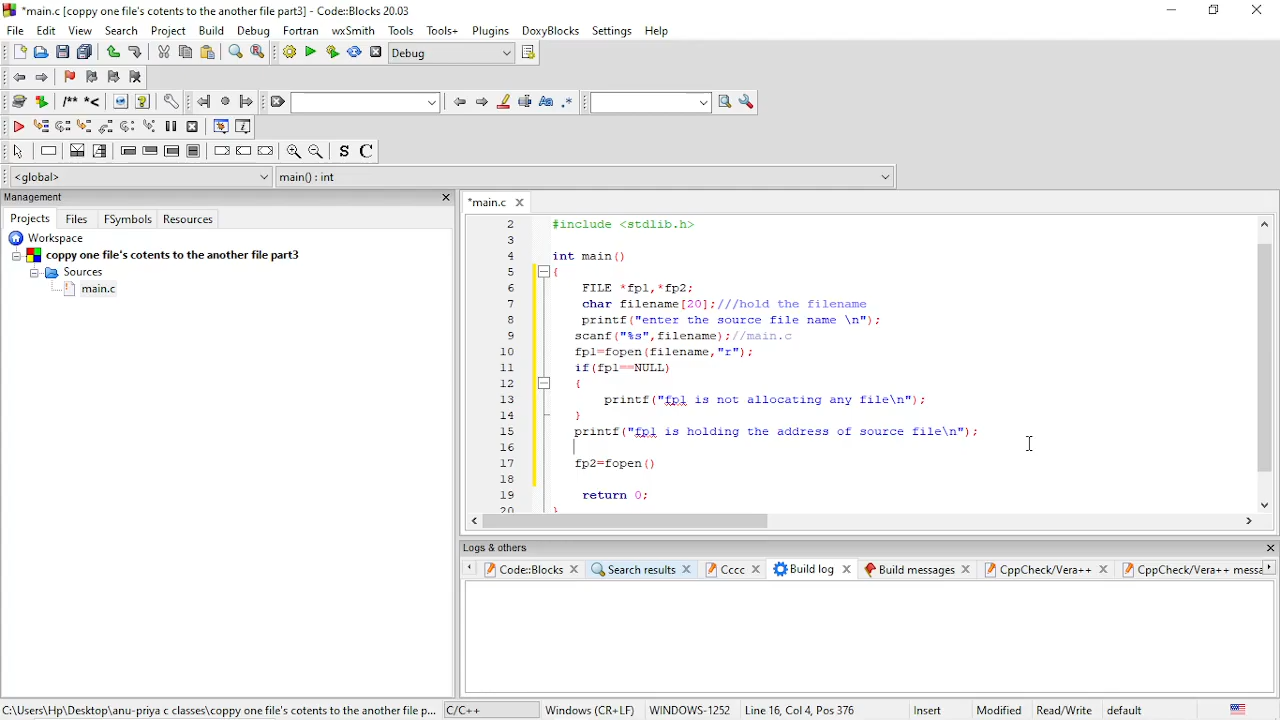 *main.c [coppy one file's cotents to the another file part3] - Code::Blocks 20.03
File Edit View Search Project Build Debug Fortran wxSmith Tools Tools+ Plugins DoxyBlocks Settings Help
Debug
/** *<
.*
S C
<global> main() : int
Management
Projects Files FSymbols Resources
Workspace
coppy one file's cotents to the another file part3
Sources
main.c
*main.c
2 #include <stdlib.h>
3
4 int main()
5 {
6 FILE *fp1,*fp2;
7 char filename[20];///hold the filename
8 printf("enter the source file name \n");
9 scanf("%s",filename);//main.c
10 fp1=fopen(filename,"r");
11 if(fp1==NULL)
12 {
13 printf("fp1 is not allocating any file\n");
14 }
15 printf("fp1 is holding the address of source file\n");
16
17 fp2=fopen()
18
19 return 0;
20 }
Logs & others
Code::Blocks Search results Cccc Build log Build messages CppCheck/Vera++ CppCheck/Vera++ messa
C:\Users\Hp\Desktop\anu-priya c classes\coppy one file's cotents to the another file p... C/C++ Windows (CR+LF) WINDOWS-1252 Line 16, Col 4, Pos 376 Insert Modified Read/Write default